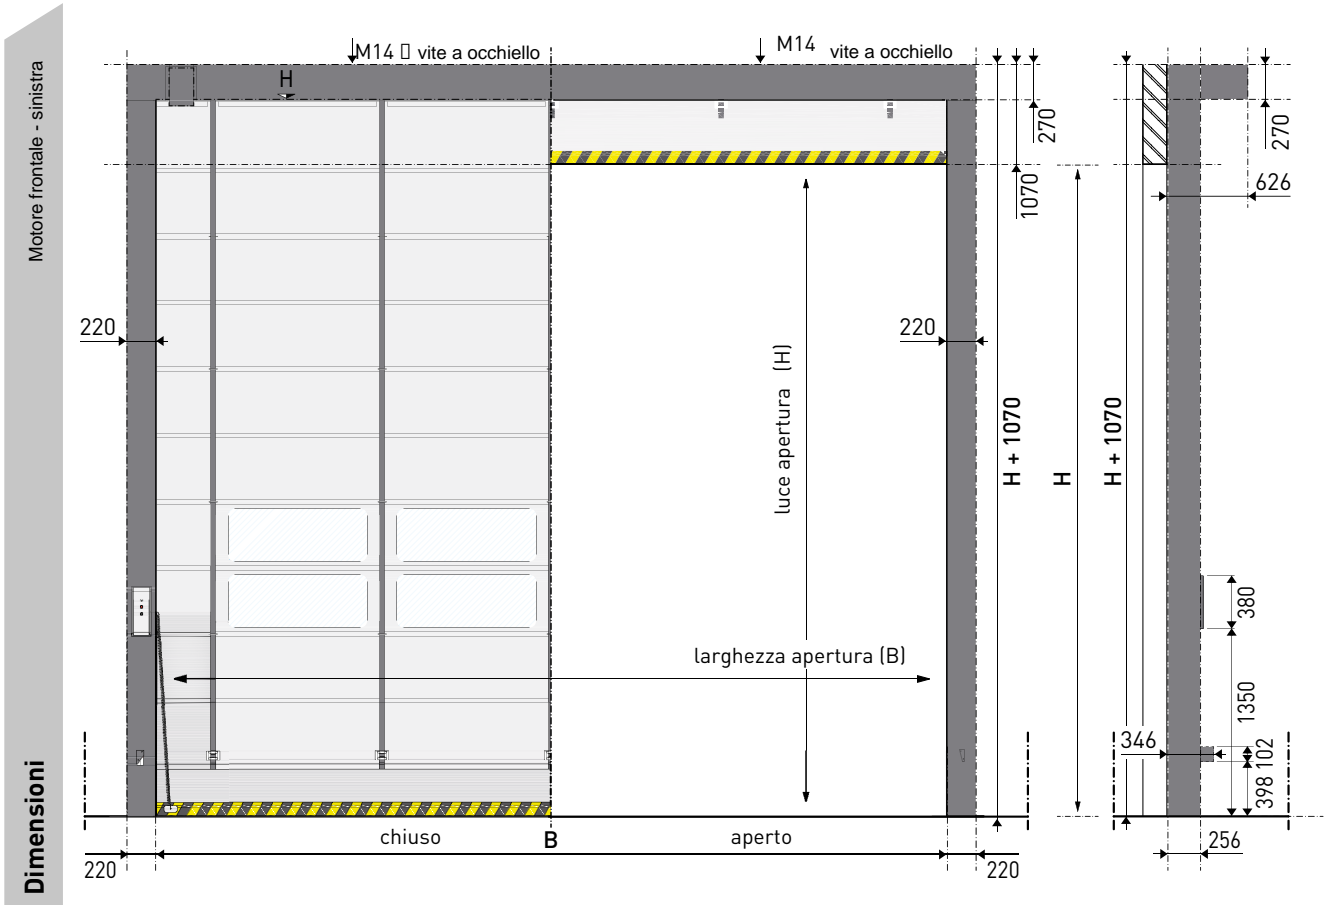 Motore frontale - sinistra
Dimensioni
M14 ▯ vite a occhiello
M14 vite a occhiello
H
270
1070
270
626
220
220
luce apertura (H)
H + 1070
H
H + 1070
larghezza apertura (B)
380
1350
346
102
398
chiuso
B
aperto
220
220
256